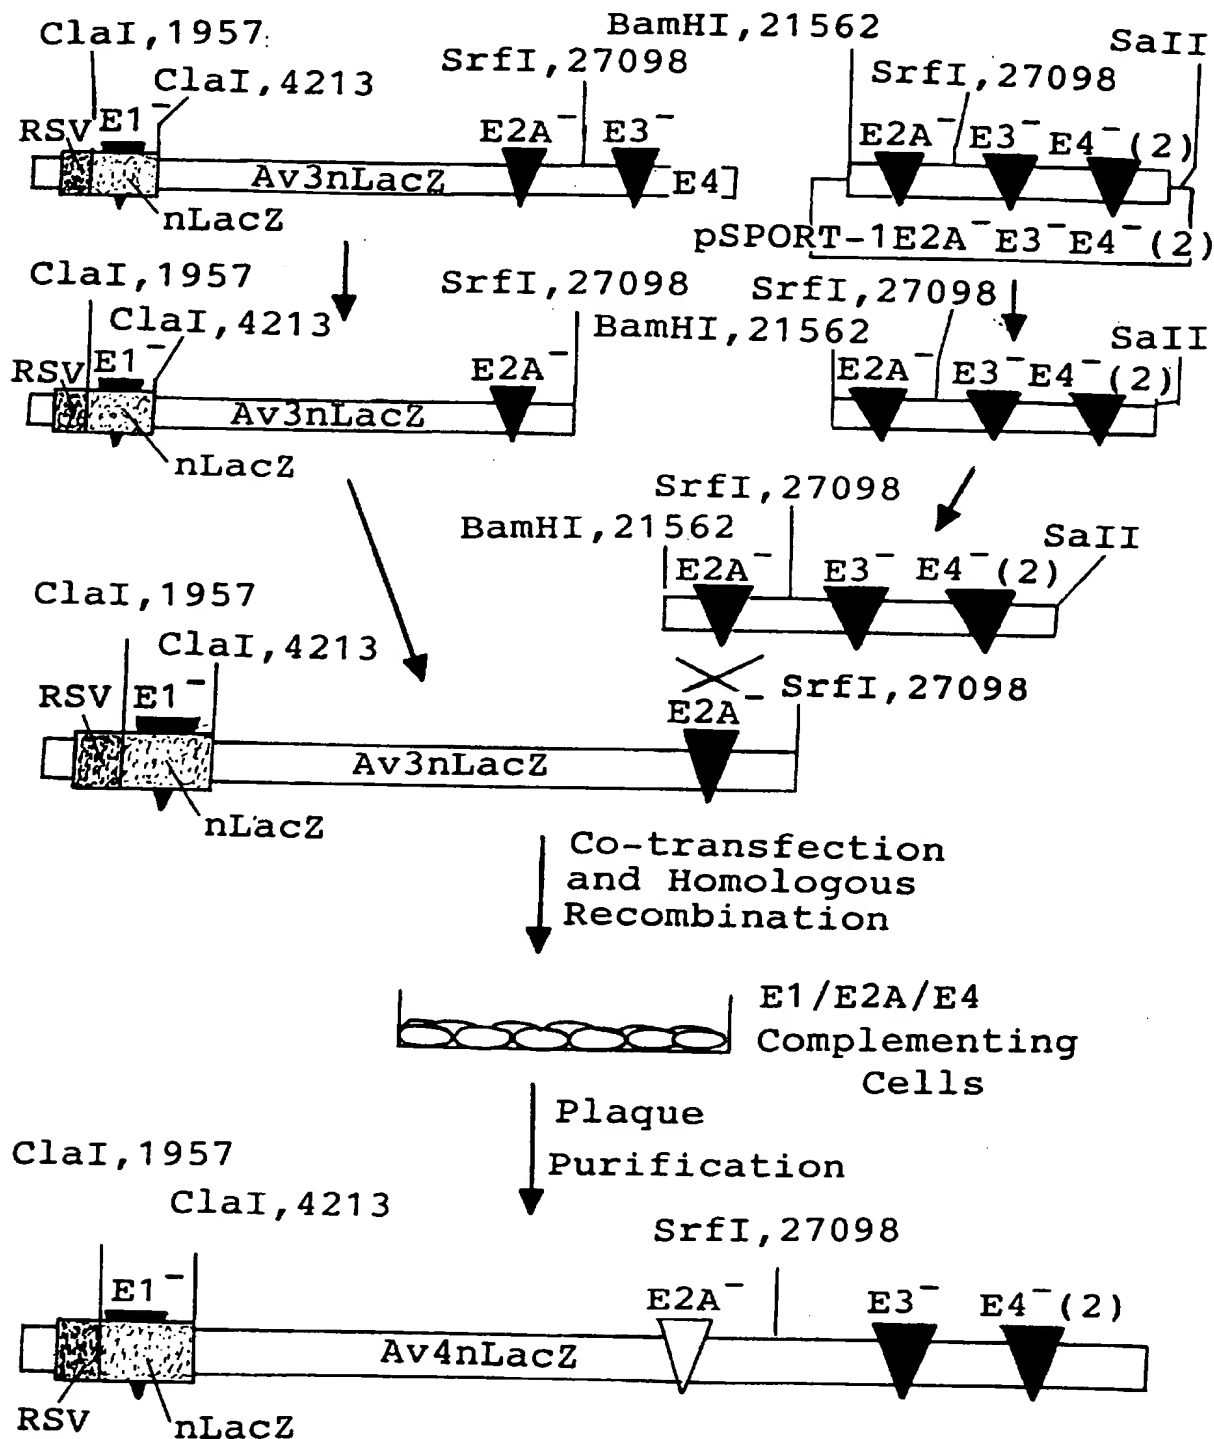 ClaI,1957
ClaI,4213
SrfI,27098
BamHI,21562
SrfI,27098
SaII
RSV
E1⁻
E2A⁻
E3⁻
E4
Av3nLacZ
nLacZ
E2A⁻
E3⁻
E4⁻(2)
pSPORT-1E2A⁻E3⁻E4⁻(2)
ClaI,1957
ClaI,4213
SrfI,27098
SrfI,27098
BamHI,21562
SaII
RSV
E1⁻
E2A⁻
Av3nLacZ
nLacZ
E2A⁻
E3⁻
E4⁻(2)
SrfI,27098
BamHI,21562
SaII
E2A⁻
E3⁻
E4⁻(2)
ClaI,1957
ClaI,4213
RSV
E1⁻
E2A⁻
SrfI,27098
Av3nLacZ
nLacZ
Co-transfection
and Homologous
Recombination
E1/E2A/E4
Complementing
Cells
Plaque
Purification
ClaI,1957
ClaI,4213
SrfI,27098
E1⁻
E2A⁻
E3⁻
E4⁻(2)
Av4nLacZ
RSV
nLacZ